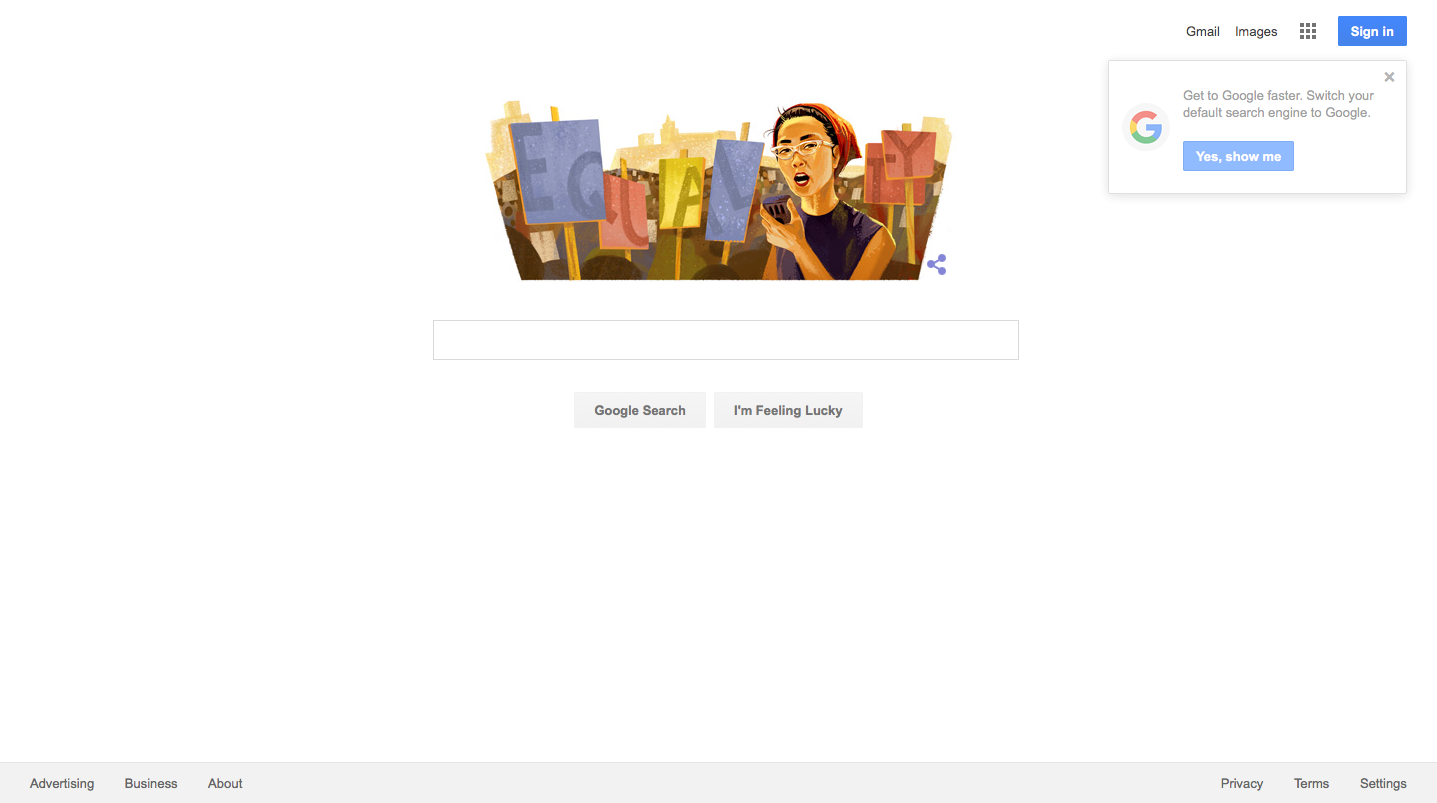 Gmail Images Sign in
Get to Google faster. Switch your
default search engine to Google.
Yes, show me
EQUALITY
Google Search I'm Feeling Lucky
Advertising Business About Privacy Terms Settings